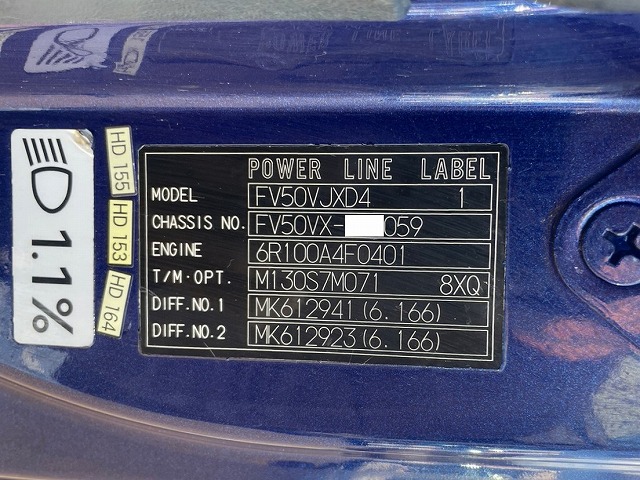 1.1%
HD 155
HD 153
HD 164
POWER LINE LABEL
MODEL FV50VJXD4 1
CHASSIS NO. FV50VX- 059
ENGINE 6R100A4F0401
T/M·OPT. M130S7M071 8XQ
DIFF.NO.1 MK612941(6.166)
DIFF.NO.2 MK612923(6.166)